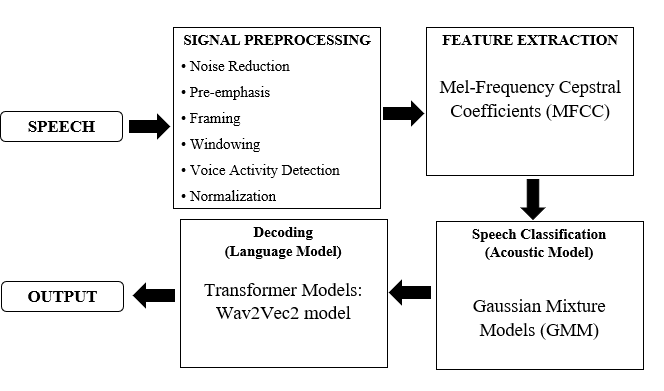 SPEECH
SIGNAL PREPROCESSING
• Noise Reduction
• Pre-emphasis
• Framing
• Windowing
• Voice Activity Detection
• Normalization
FEATURE EXTRACTION
Mel-Frequency Cepstral
Coefficients (MFCC)
Speech Classification
(Acoustic Model)
Gaussian Mixture
Models (GMM)
Decoding
(Language Model)
Transformer Models:
Wav2Vec2 model
OUTPUT